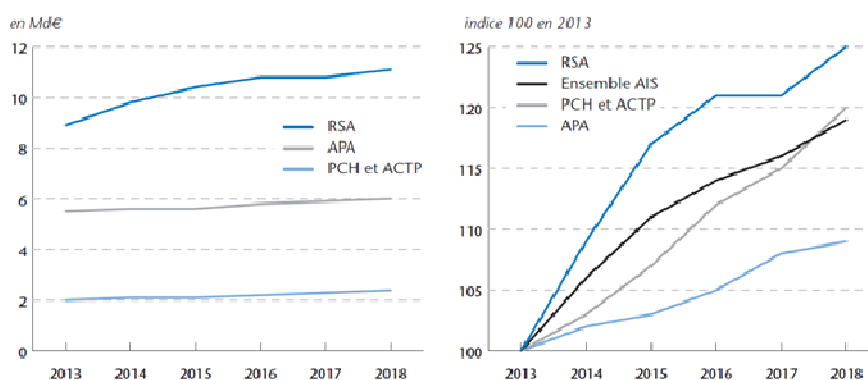 en Md€
12
10
8
6
4
2
0
RSA
APA
PCH et ACTP
2013 2014 2015 2016 2017 2018
indice 100 en 2013
125
120
115
110
105
100
RSA
Ensemble AIS
PCH et ACTP
APA
2013 2014 2015 2016 2017 2018